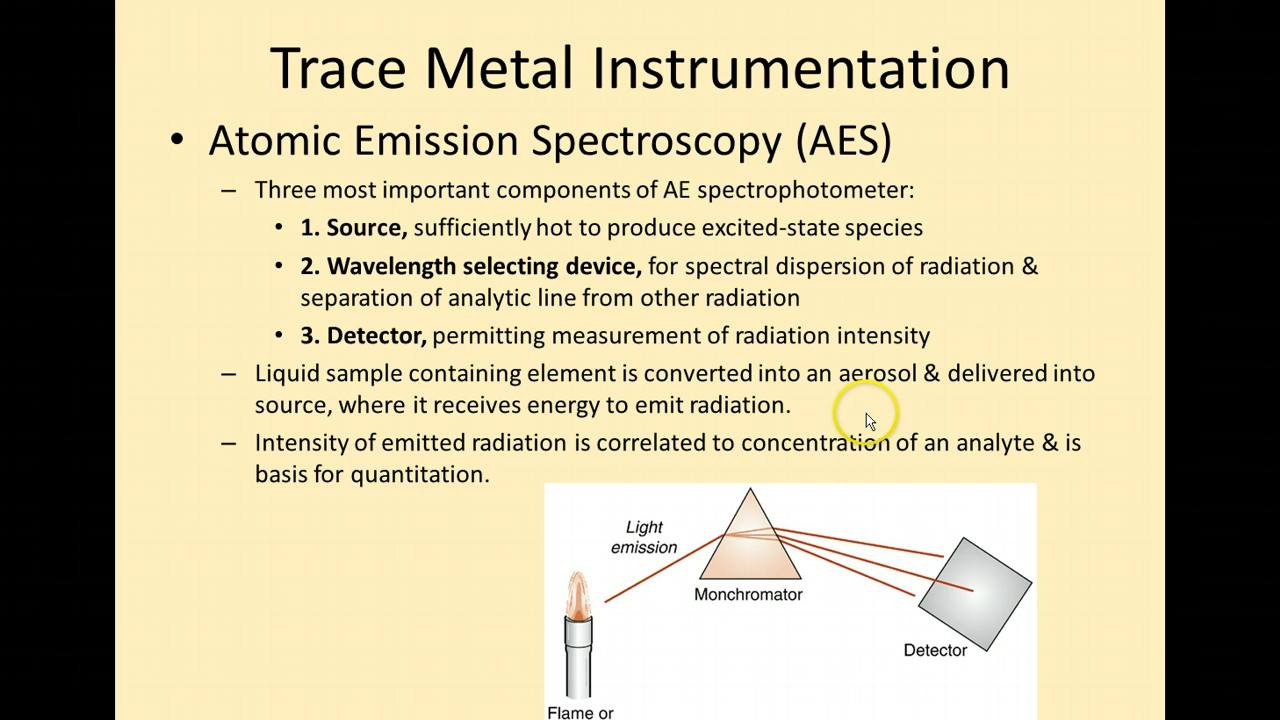 Trace Metal Instrumentation
• Atomic Emission Spectroscopy (AES)
– Three most important components of AE spectrophotometer:
• 1. Source, sufficiently hot to produce excited-state species
• 2. Wavelength selecting device, for spectral dispersion of radiation &
separation of analytic line from other radiation
• 3. Detector, permitting measurement of radiation intensity
– Liquid sample containing element is converted into an aerosol & delivered into
source, where it receives energy to emit radiation.
– Intensity of emitted radiation is correlated to concentration of an analyte & is
basis for quantitation.
Light
emission
Monchromator
Detector
Flame or